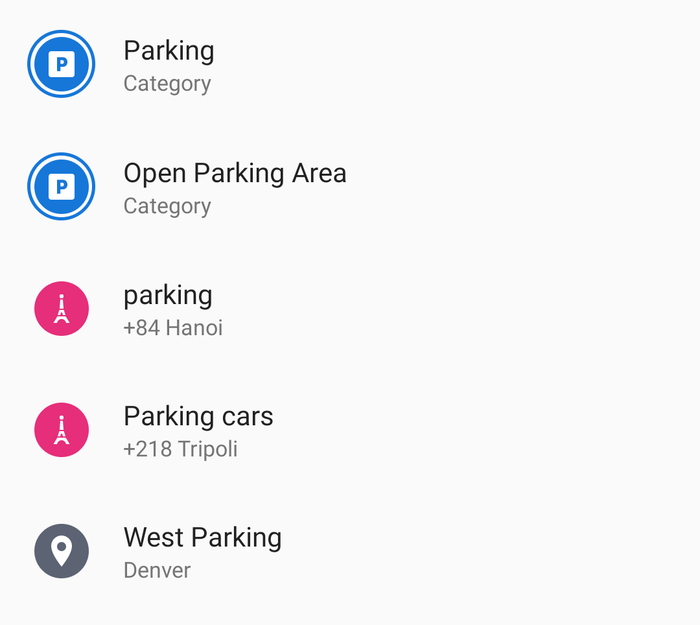 P
Parking
Category
P
Open Parking Area
Category
parking
+84 Hanoi
Parking cars
+218 Tripoli
West Parking
Denver